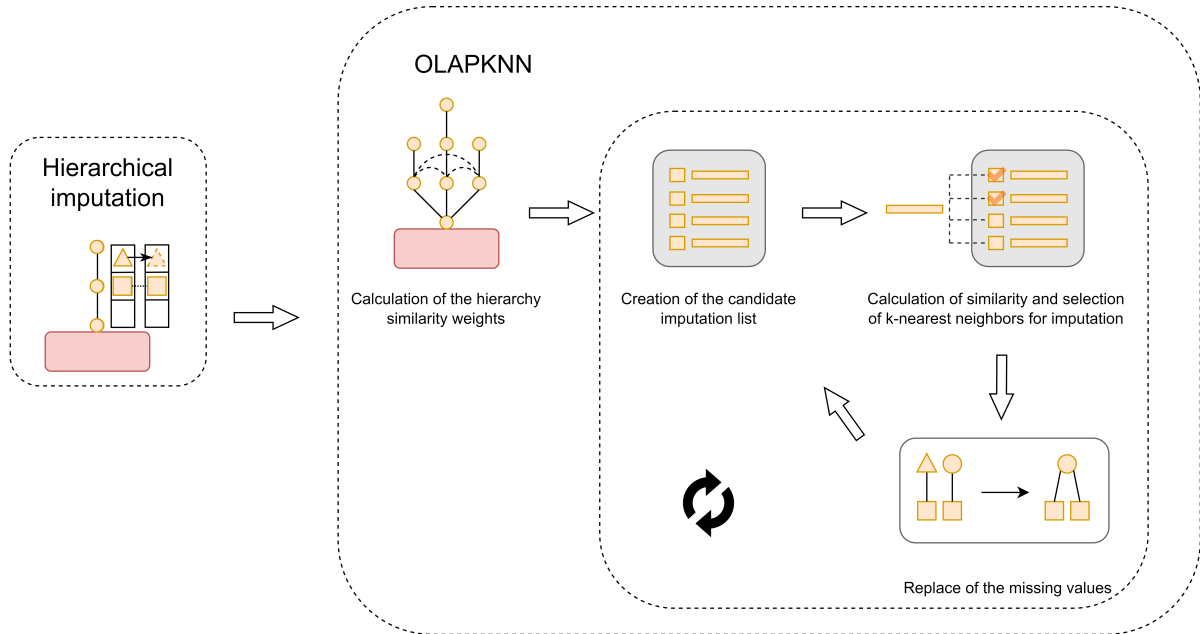 Hierarchical
imputation
OLAPKNN
Calculation of the hierarchy
similarity weights
Creation of the candidate
imputation list
Calculation of similarity and selection
of k-nearest neighbors for imputation
Replace of the missing values